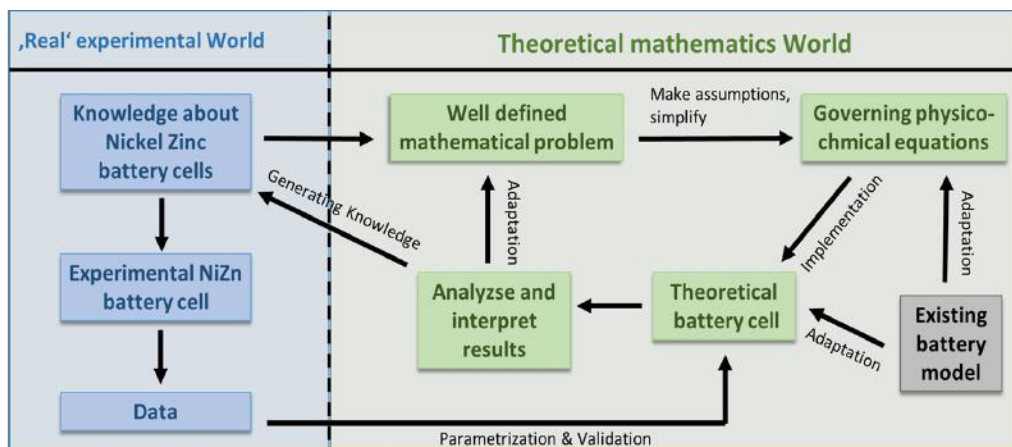 ‚Real‘ experimental World
Theoretical mathematics World
Knowledge about
Nickel Zinc
battery cells
Well defined
mathematical problem
Make assumptions,
simplify
Governing physico-
chmical equations
Generating Knowledge
Adaptation
Implementation
Adaptation
Experimental NiZn
battery cell
Analyzse and
interpret
results
Theoretical
battery cell
Adaptation
Existing
battery
model
Data
Parametrization & Validation